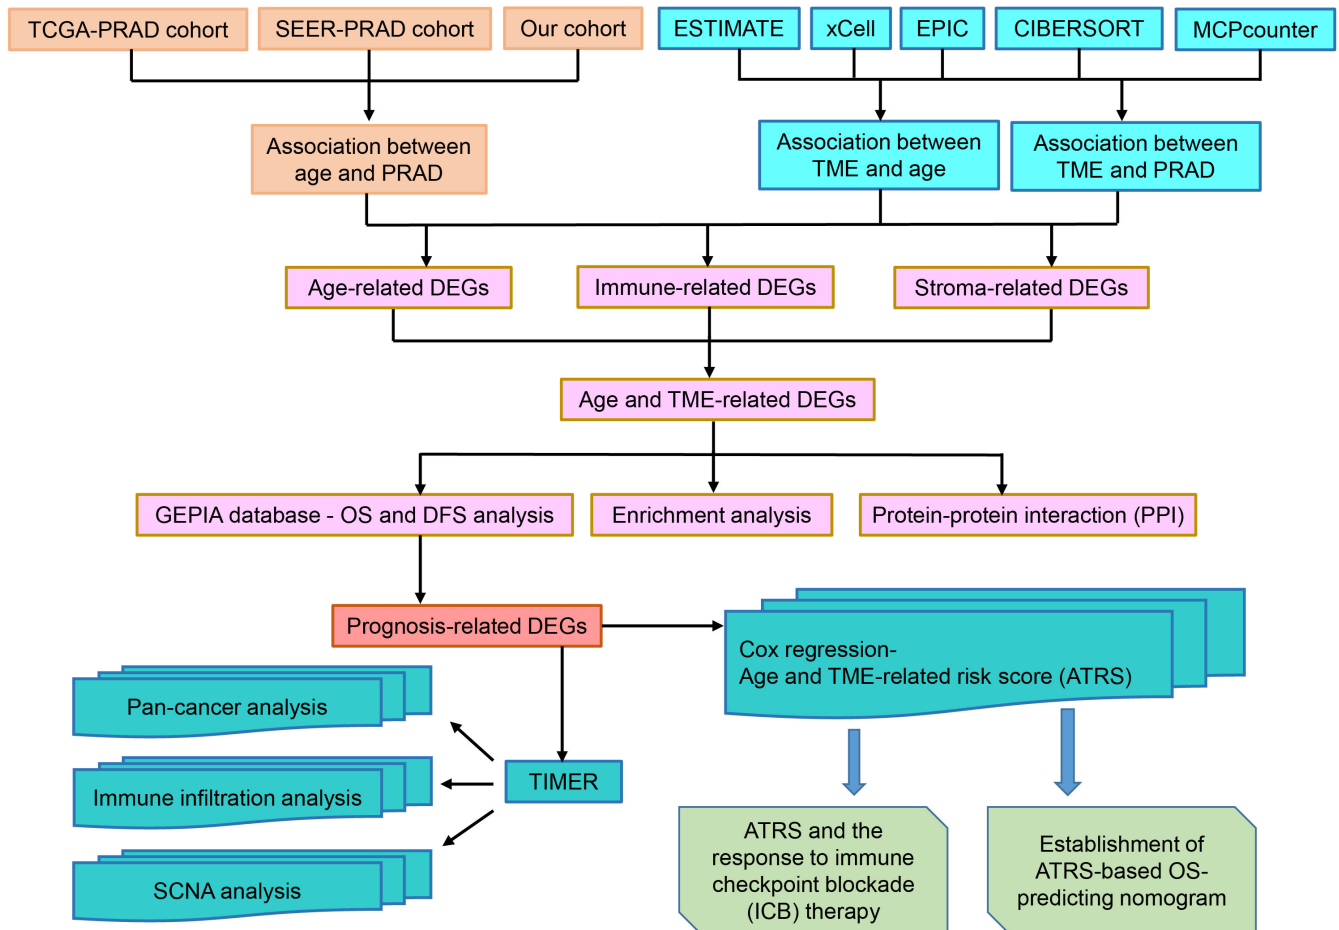 TCGA-PRAD cohort
SEER-PRAD cohort
Our cohort
ESTIMATE
xCell
EPIC
CIBERSORT
MCPcounter
Association between
age and PRAD
Association between
TME and age
Association between
TME and PRAD
Age-related DEGs
Immune-related DEGs
Stroma-related DEGs
Age and TME-related DEGs
GEPIA database - OS and DFS analysis
Enrichment analysis
Protein-protein interaction (PPI)
Prognosis-related DEGs
Cox regression-
Age and TME-related risk score (ATRS)
Pan-cancer analysis
Immune infiltration analysis
SCNA analysis
TIMER
ATRS and the
response to immune
checkpoint blockade
(ICB) therapy
Establishment of
ATRS-based OS-
predicting nomogram